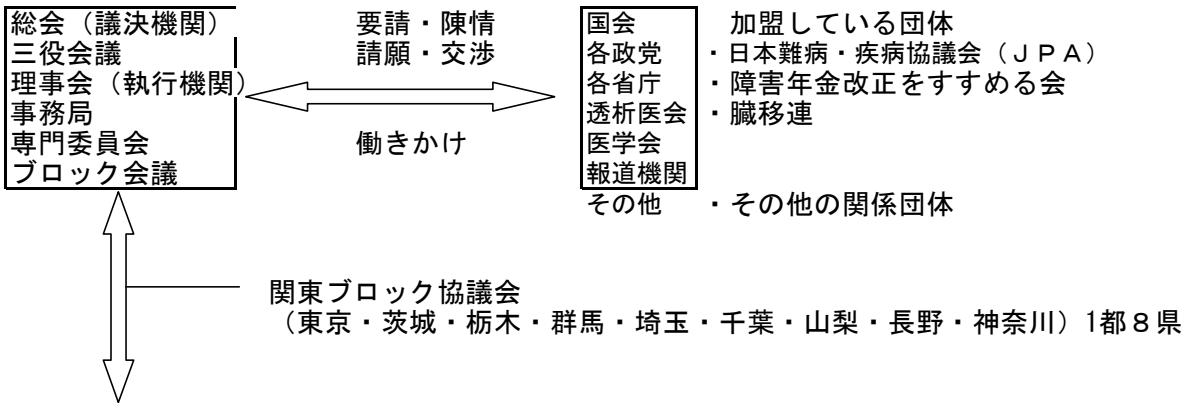 総会（議決機関）
三役会議
理事会（執行機関）
事務局
専門委員会
ブロック会議
要請・陳情
請願・交渉
働きかけ
国会
各政党
各省庁
透析医会
医学会
報道機関
その他
加盟している団体
・日本難病・疾病協議会（ＪＰＡ）
・障害年金改正をすすめる会
・臓移連
・その他の関係団体
関東ブロック協議会
（東京・茨城・栃木・群馬・埼玉・千葉・山梨・長野・神奈川）1都８県